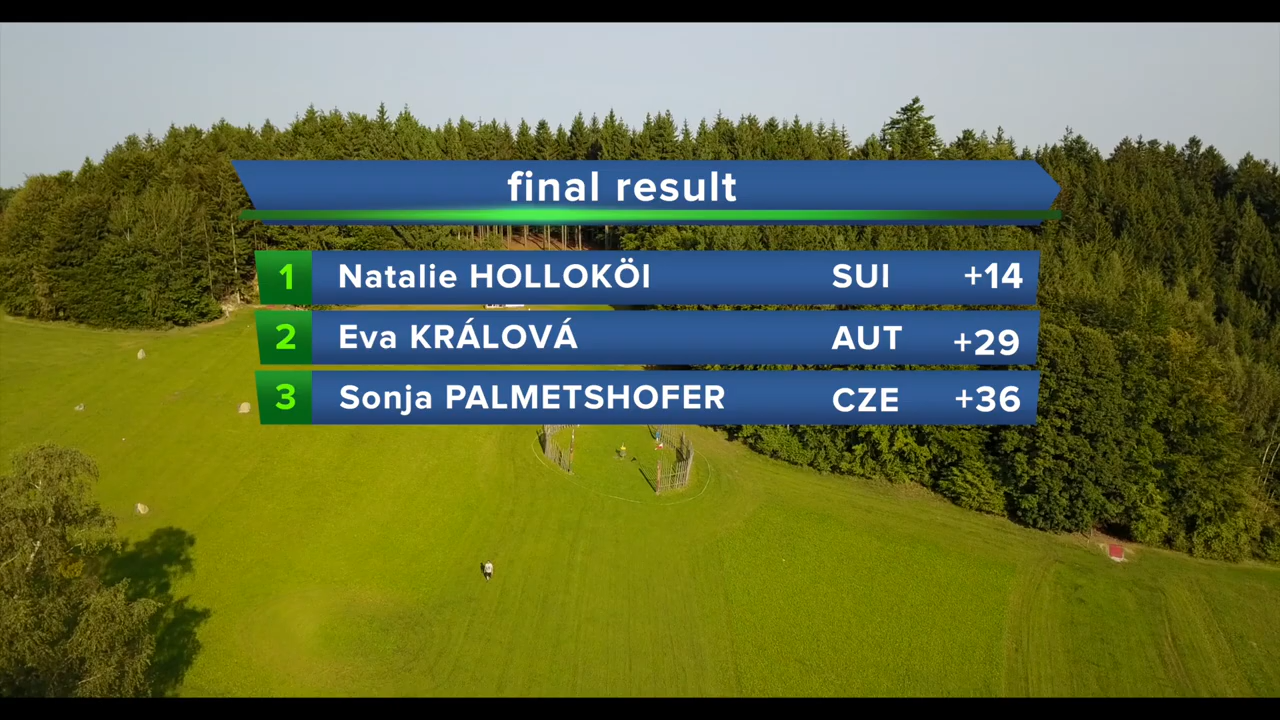 final result
1 Natalie HOLLOKÖI SUI +14
2 Eva KRÁLOVÁ AUT +29
3 Sonja PALMETSHOFER CZE +36